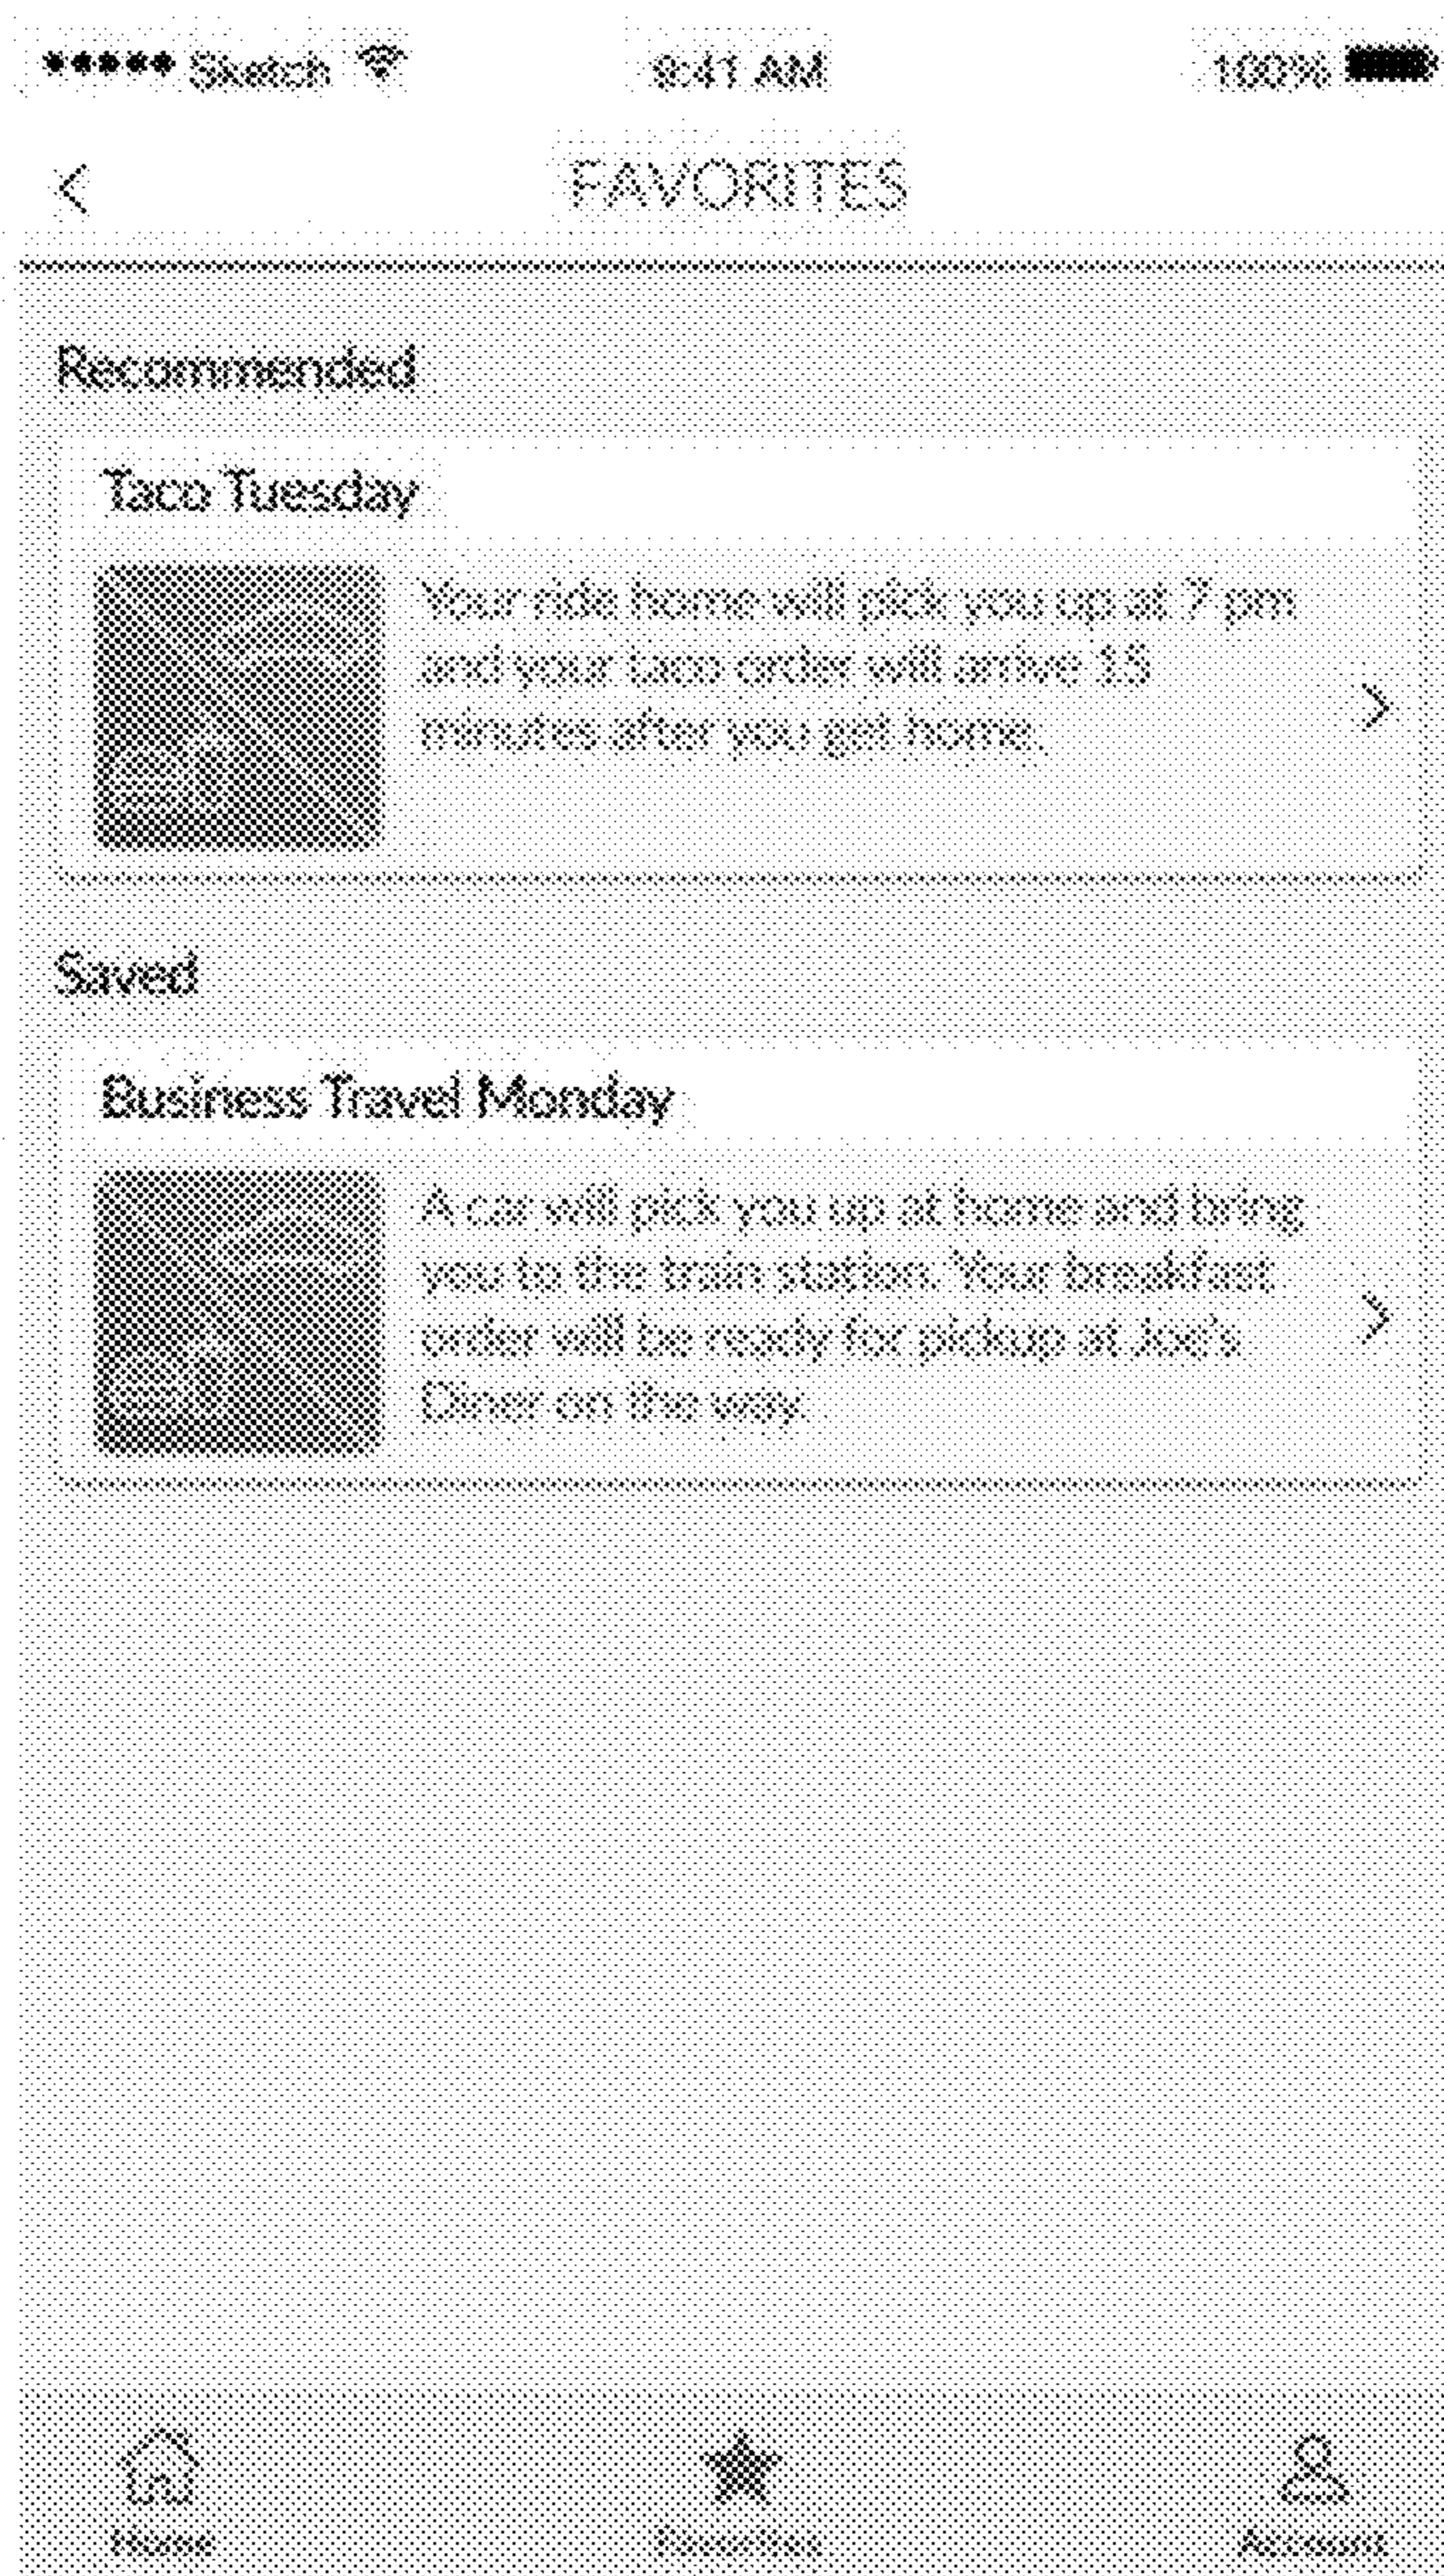 Sketch 9:41 AM 100%
FAVORITES
Recommended
Taco Tuesday
Your ride home will pick you up at 7 pm
and your taco order will arrive 15
minutes after you get home.
Saved
Business Travel Monday
A car will pick you up at home and bring
you to the train station. Your breakfast
order will be ready for pickup at Joe's
Diner on the way.
Home Favorites Account